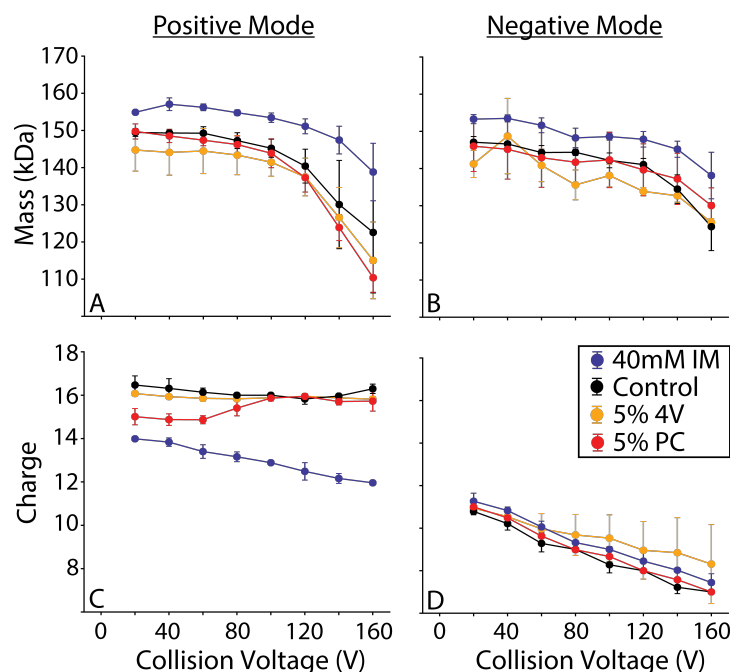 Positive Mode
Negative Mode
170
160
150
140
130
120
110
Mass (kDa)
A
B
18
16
14
12
10
8
6
Charge
C
D
40mM IM
Control
5% 4V
5% PC
0 40 80 120 160
0 40 80 120 160
Collision Voltage (V)
Collision Voltage (V)